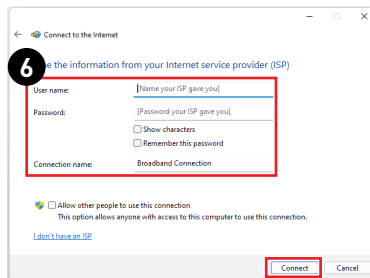 Connect to the Internet
6
e the information from your Internet service provider (ISP)
User name:
[Name your ISP gave you]
Password:
[Password your ISP gave you]
Show characters
Remember this password
Connection name:
Broadband Connection
Allow other people to use this connection
This option allows anyone with access to this computer to use this connection.
I don't have an ISP
Connect
Cancel